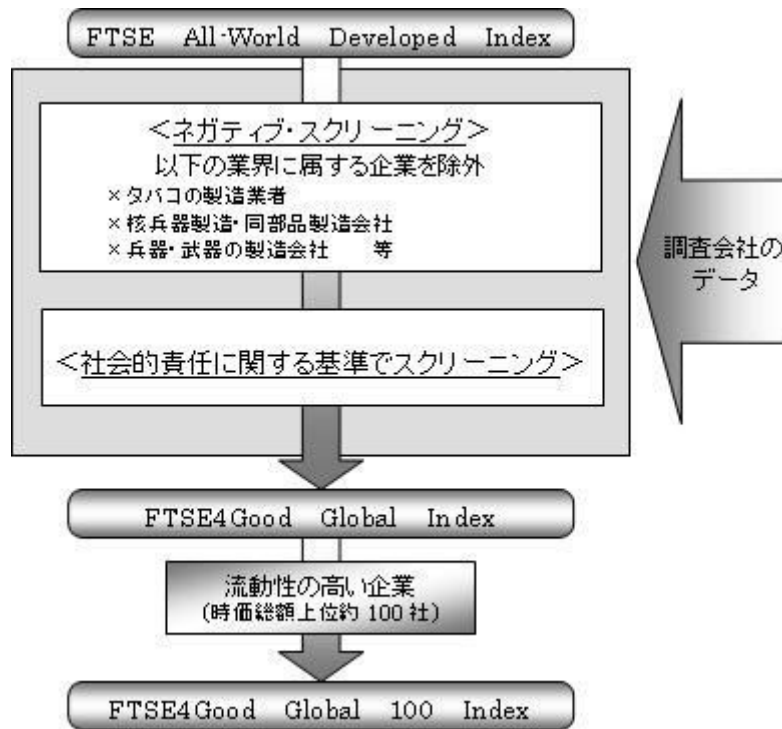 FTSE All-World Developed Index
＜ネガティブ・スクリーニング＞
以下の業界に属する企業を除外
×タバコの製造業者
×核兵器製造・同部品製造会社
×兵器・武器の製造会社　等
調査会社の
データ
＜社会的責任に関する基準でスクリーニング＞
FTSE4Good Global Index
流動性の高い企業
(時価総額上位約100社)
FTSE4Good Global 100 Index